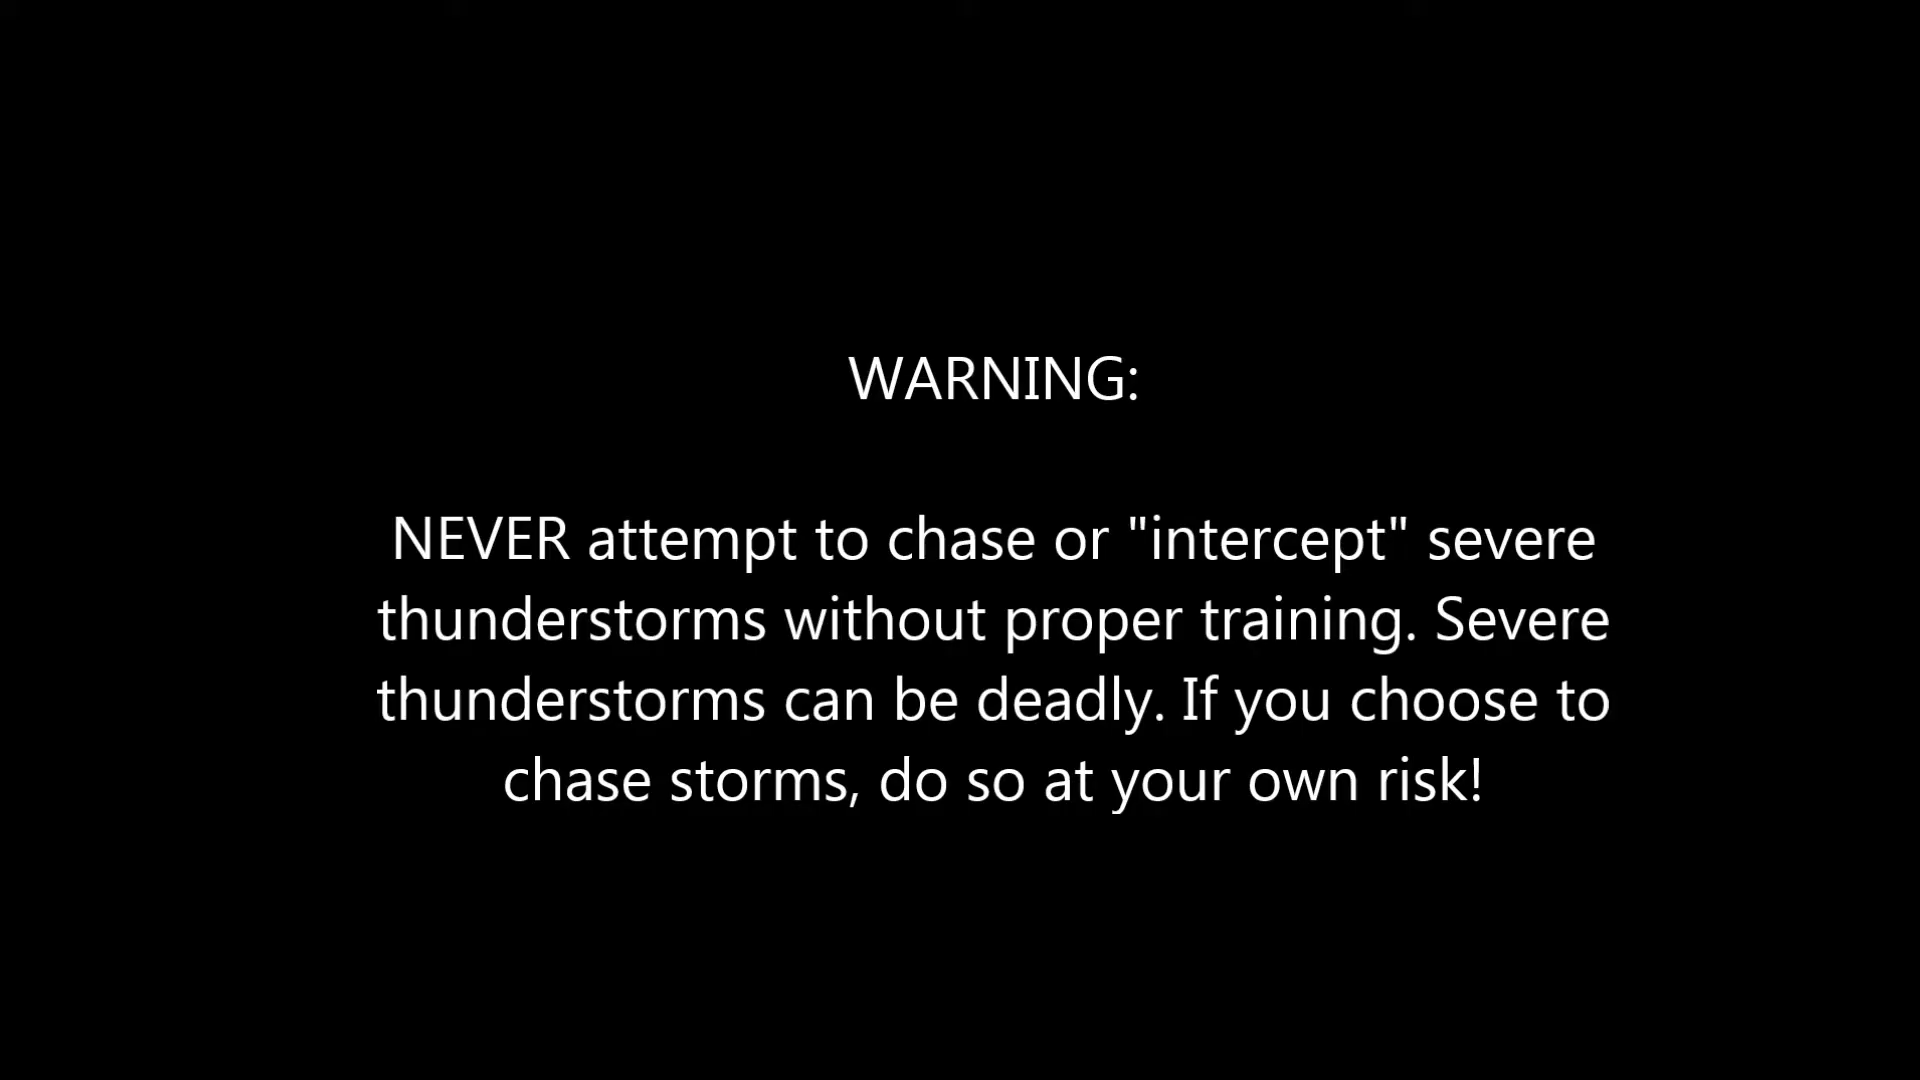 WARNING:
NEVER attempt to chase or "intercept" severe
thunderstorms without proper training. Severe
thunderstorms can be deadly. If you choose to
chase storms, do so at your own risk!